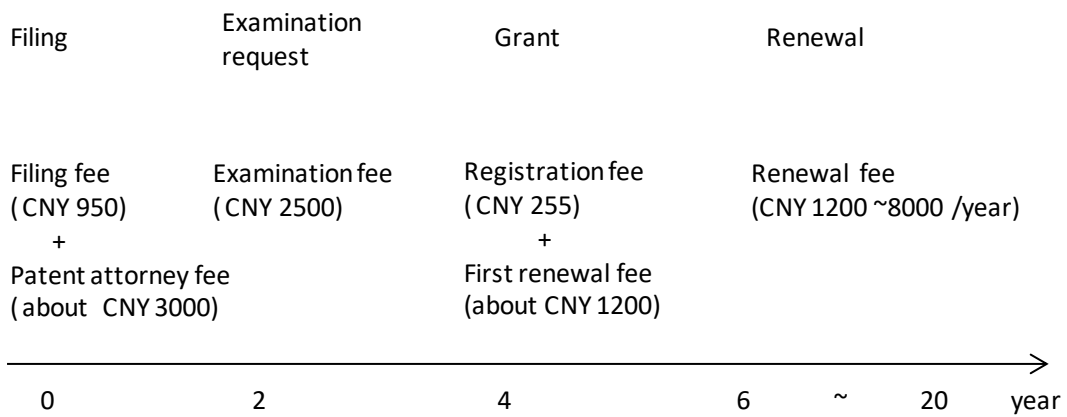 Filing
Examination
request
Grant
Renewal
Filing fee
( CNY 950)
+
Patent attorney fee
( about CNY 3000)
Examination fee
( CNY 2500)
Registration fee
( CNY 255)
+
First renewal fee
(about CNY 1200)
Renewal fee
(CNY 1200 ~8000 /year)
0 2 4 6 ~ 20 year